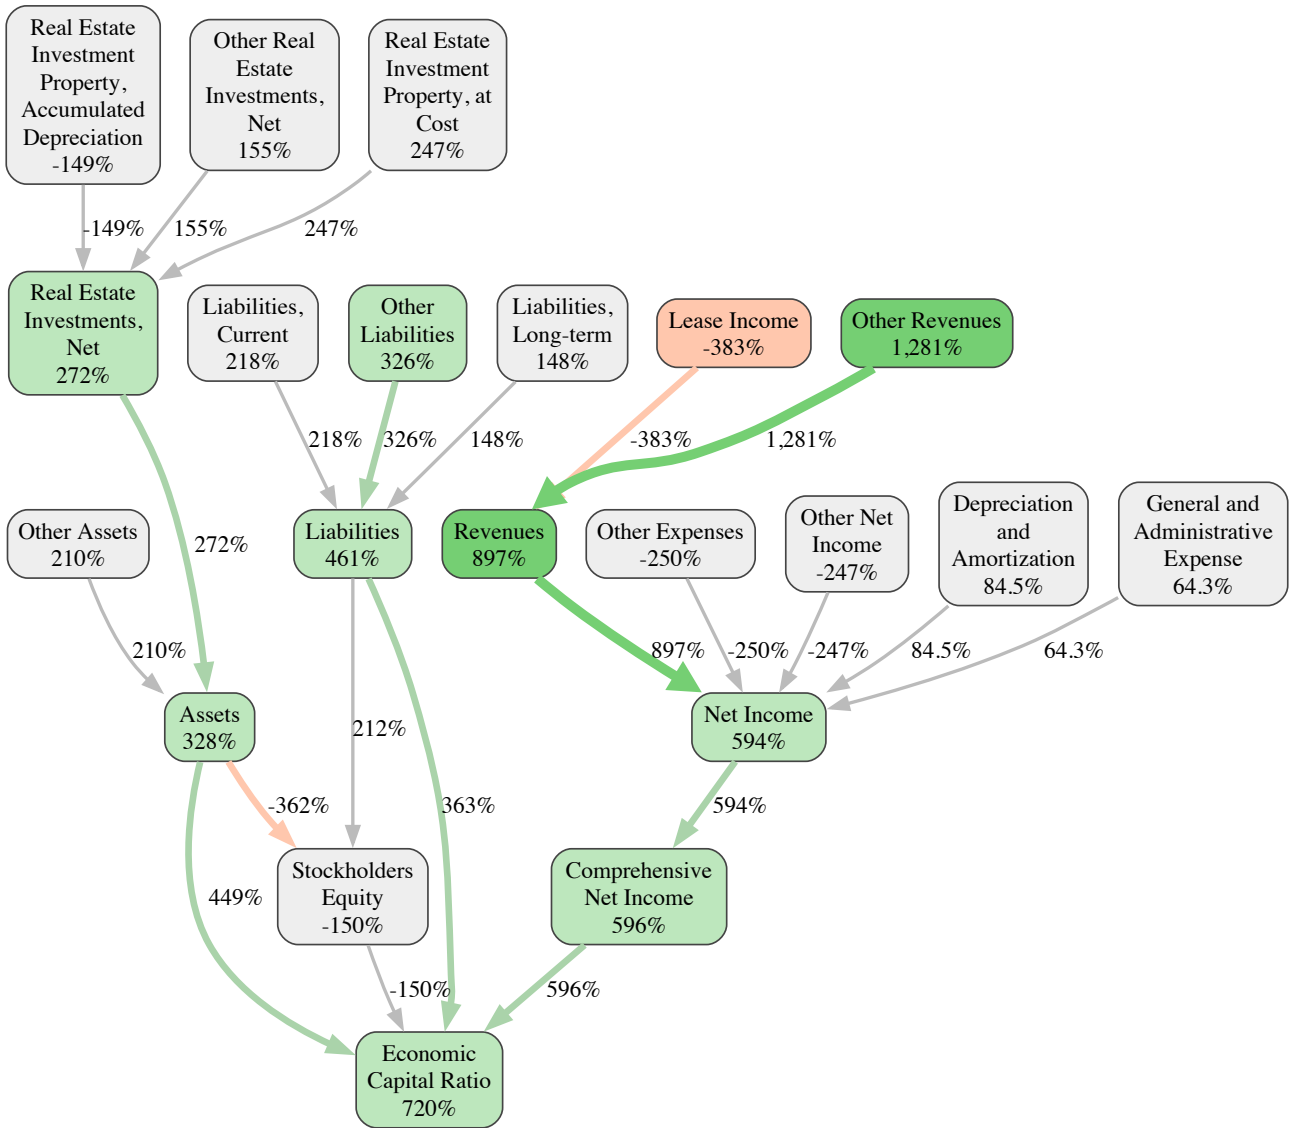 Real Estate
Investment
Property,
Accumulated
Depreciation
-149%
Other Real
Estate
Investments,
Net
155%
Real Estate
Investment
Property, at
Cost
247%
-149%
155%
247%
Real Estate
Investments,
Net
272%
Liabilities,
Current
218%
Other
Liabilities
326%
Liabilities,
Long-term
148%
Lease Income
-383%
Other Revenues
1,281%
218%
326%
148%
-383%
1,281%
Other Assets
210%
272%
Liabilities
461%
Revenues
897%
Other Expenses
-250%
Other Net
Income
-247%
Depreciation
and
Amortization
84.5%
General and
Administrative
Expense
64.3%
210%
897%
-250%
-247%
84.5%
64.3%
Assets
328%
212%
Net Income
594%
-362%
363%
594%
449%
Stockholders
Equity
-150%
Comprehensive
Net Income
596%
-150%
596%
Economic
Capital Ratio
720%